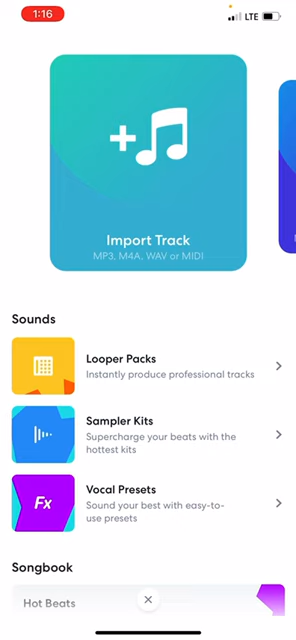 1:16
LTE
Import Track
MP3, M4A, WAV or MIDI
Sounds
Looper Packs
Instantly produce professional tracks
Sampler Kits
Supercharge your beats with the
hottest kits
Fx
Vocal Presets
Sound your best with easy-to-
use presets
Songbook
Hot Beats